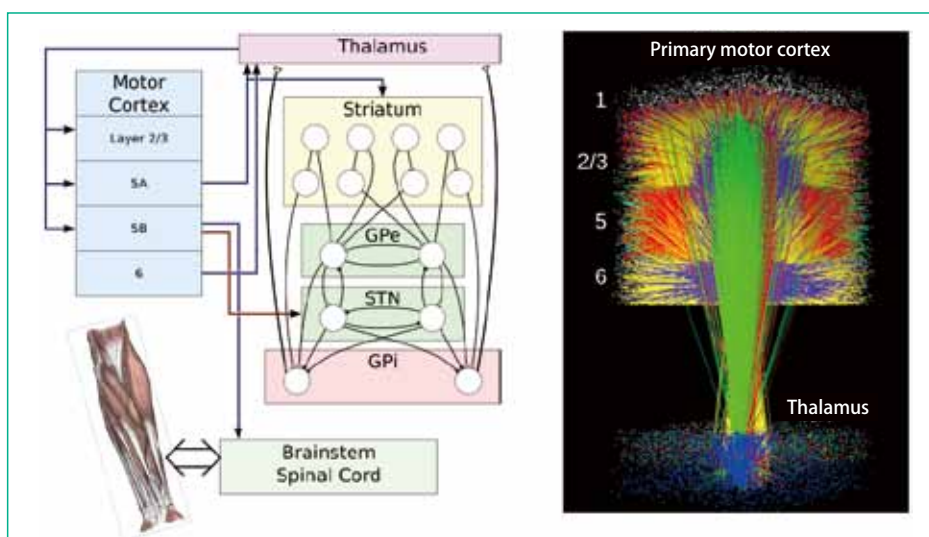 Thalamus
Motor
Cortex
Layer 2/3
5A
5B
6
Striatum
GPe
STN
GPi
Brainstem
Spinal Cord
Primary motor cortex
1
2/3
5
6
Thalamus